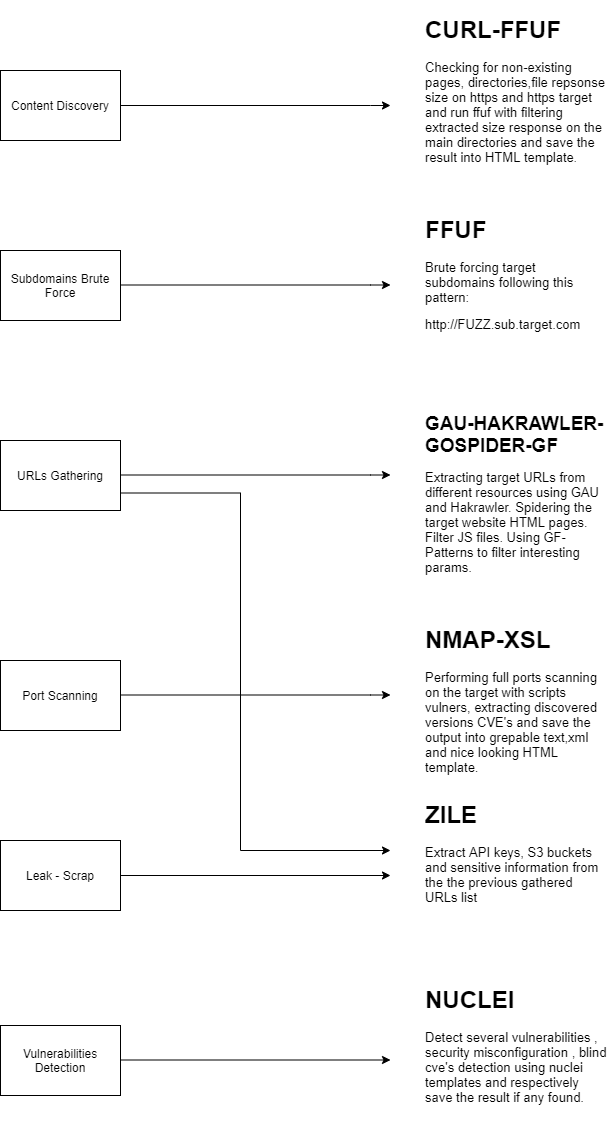 CURL-FFUF
Content Discovery
Checking for non-existing
pages, directories,file repsonse
size on https and https target
and run ffuf with filtering
extracted size response on the
main directories and save the
result into HTML template.
FFUF
Subdomains Brute
Force
Brute forcing target
subdomains following this
pattern:
http://FUZZ.sub.target.com
GAU-HAKRAWLER-
GOSPIDER-GF
URLs Gathering
Extracting target URLs from
different resources using GAU
and Hakrawler. Spidering the
target website HTML pages.
Filter JS files. Using GF-
Patterns to filter interesting
params.
NMAP-XSL
Port Scanning
Performing full ports scanning
on the target with scripts
vulners, extracting discovered
versions CVE's and save the
output into grepable text,xml
and nice looking HTML
template.
ZILE
Leak - Scrap
Extract API keys, S3 buckets
and sensitive information from
the the previous gathered
URLs list
NUCLEI
Vulnerabilities
Detection
Detect several vulnerabilities ,
security misconfiguration , blind
cve's detection using nuclei
templates and respectively
save the result if any found.